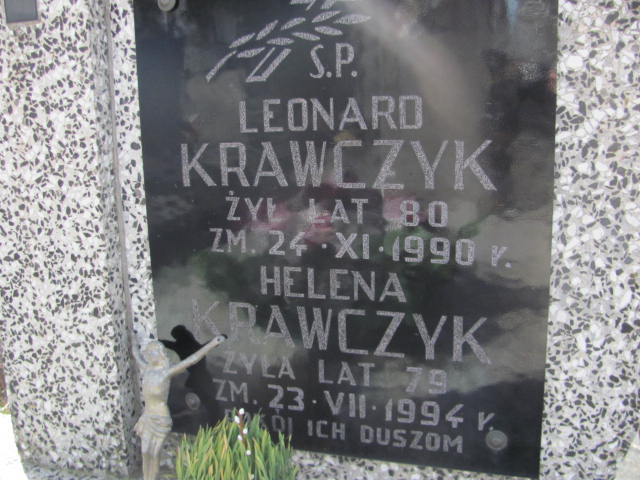 Ś.P.
LEONARD
KRAWCZYK
ŻYŁ LAT 80
ZM. 24·XI·1990 r.
HELENA
KRAWCZYK
ŻYŁA LAT 79
ZM. 23·VII·1994 r.
ICH DUSZOM